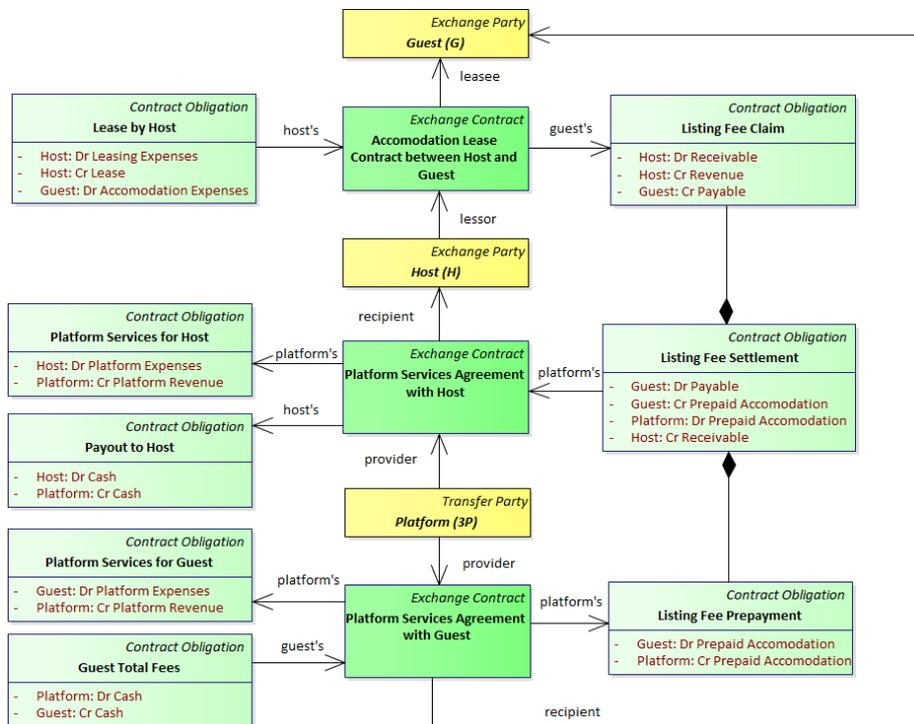 Exchange Party
Guest (G)
leasee
Contract Obligation
Lease by Host
- Host: Dr Leasing Expenses
- Host: Cr Lease
- Guest: Dr Accomodation Expenses
host's
Exchange Contract
Accomodation Lease
Contract between Host and
Guest
guest's
Contract Obligation
Listing Fee Claim
- Host: Dr Receivable
- Host: Cr Revenue
- Guest: Cr Payable
lessor
Exchange Party
Host (H)
recipient
Contract Obligation
Platform Services for Host
- Host: Dr Platform Expenses
- Platform: Cr Platform Revenue
platform's
Exchange Contract
Platform Services Agreement
with Host
platform's
Contract Obligation
Listing Fee Settlement
- Guest: Dr Payable
- Guest: Cr Prepaid Accomodation
- Platform: Dr Prepaid Accomodation
- Host: Cr Receivable
host's
Contract Obligation
Payout to Host
- Host: Dr Cash
- Platform: Cr Cash
provider
Transfer Party
Platform (3P)
provider
Contract Obligation
Platform Services for Guest
- Guest: Dr Platform Expenses
- Platform: Cr Platform Revenue
platform's
Exchange Contract
Platform Services Agreement
with Guest
platform's
Contract Obligation
Listing Fee Prepayment
- Guest: Dr Prepaid Accomodation
- Platform: Cr Prepaid Accomodation
Contract Obligation
Guest Total Fees
- Platform: Dr Cash
- Guest: Cr Cash
guest's
recipient